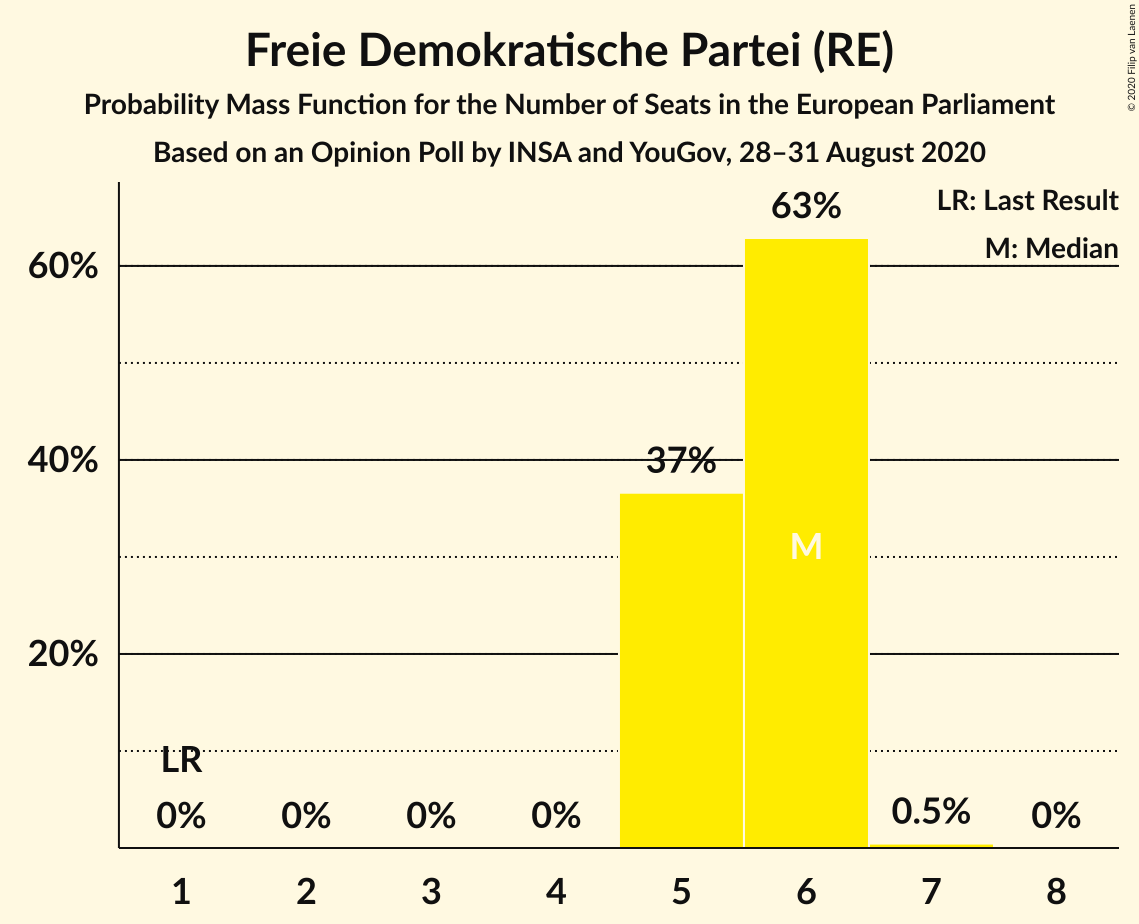 Freie Demokratische Partei (RE)
Probability Mass Function for the Number of Seats in the European Parliament
Based on an Opinion Poll by INSA and YouGov, 28–31 August 2020
© 2020 Filip van Laenen
LR: Last Result
M: Median
63%
60%
40%
37%
M
20%
LR
0% 0% 0% 0% 0.5% 0%
1 2 3 4 5 6 7 8